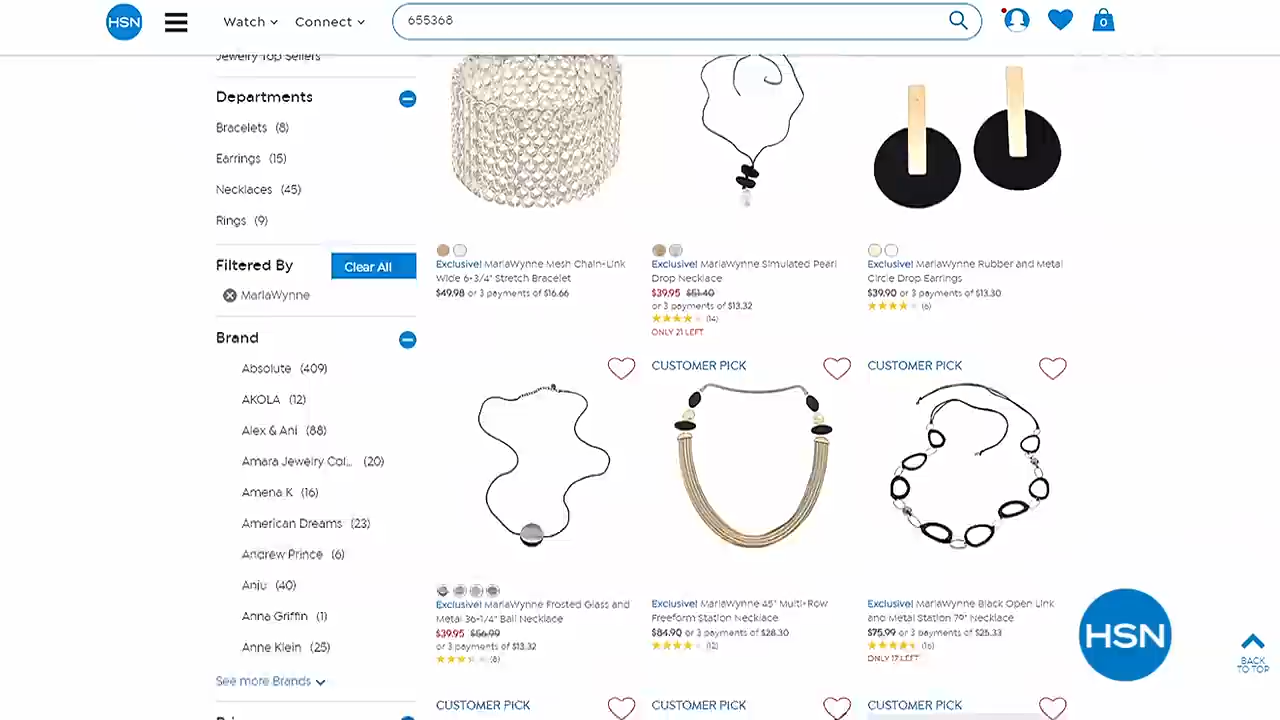 HSN
Watch
Connect
655368
0
Jewelry Top Sellers
Departments
Bracelets (8)
Earrings (15)
Necklaces (45)
Rings (9)
Filtered By
Clear All
MarlaWynne
Brand
Absolute (409)
AKOLA (12)
Alex & Ani (88)
Amara Jewelry Col... (20)
Amena K (16)
American Dreams (23)
Andrew Prince (6)
Anju (40)
Anna Griffin (1)
Anne Klein (25)
See more Brands
Exclusive! MarlaWynne Mesh Chain-Link
Wide 6-3/4" Stretch Bracelet
$49.98 or 3 payments of $16.66
Exclusive! MarlaWynne Simulated Pearl
Drop Necklace
$39.95 $51.40
or 3 payments of $13.32
(14)
ONLY 21 LEFT
Exclusive! MarlaWynne Rubber and Metal
Circle Drop Earrings
$39.90 or 3 payments of $13.30
(6)
Exclusive! MarlaWynne Frosted Glass and
Metal 36-1/4" Ball Necklace
$39.95 $56.99
or 3 payments of $13.32
(8)
CUSTOMER PICK
Exclusive! MarlaWynne 45" Multi-Row
Freeform Station Necklace
$84.90 or 3 payments of $28.30
(12)
CUSTOMER PICK
Exclusive! MarlaWynne Black Open Link
and Metal Station 79" Necklace
$75.99 or 3 payments of $25.33
(16)
ONLY 17 LEFT
CUSTOMER PICK
CUSTOMER PICK
CUSTOMER PICK
HSN
BACK
TO TOP